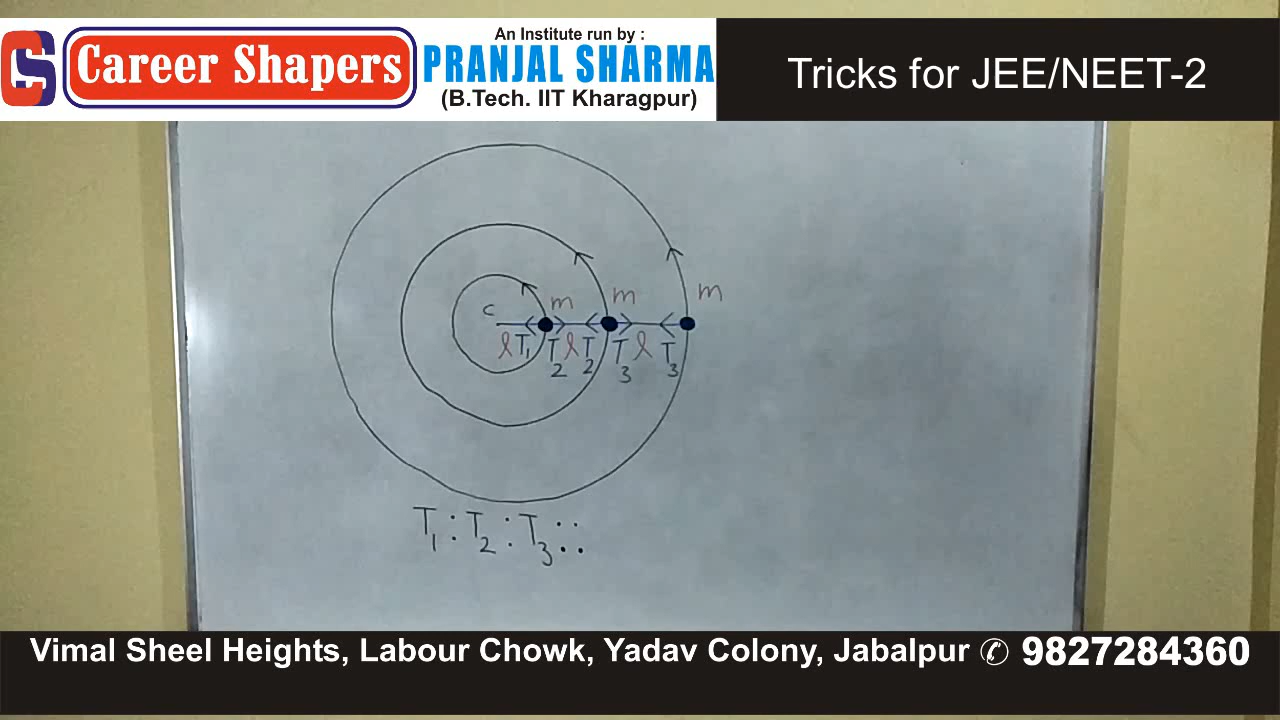 CS
Career Shapers
An Institute run by :
PRANJAL SHARMA
(B.Tech. IIT Kharagpur)
Tricks for JEE/NEET-2
c
m m m
l T₁ T₂ l T₂ T₃ l T₃
T₁ : T₂ : T₃ ::
Vimal Sheel Heights, Labour Chowk, Yadav Colony, Jabalpur ✆ 9827284360